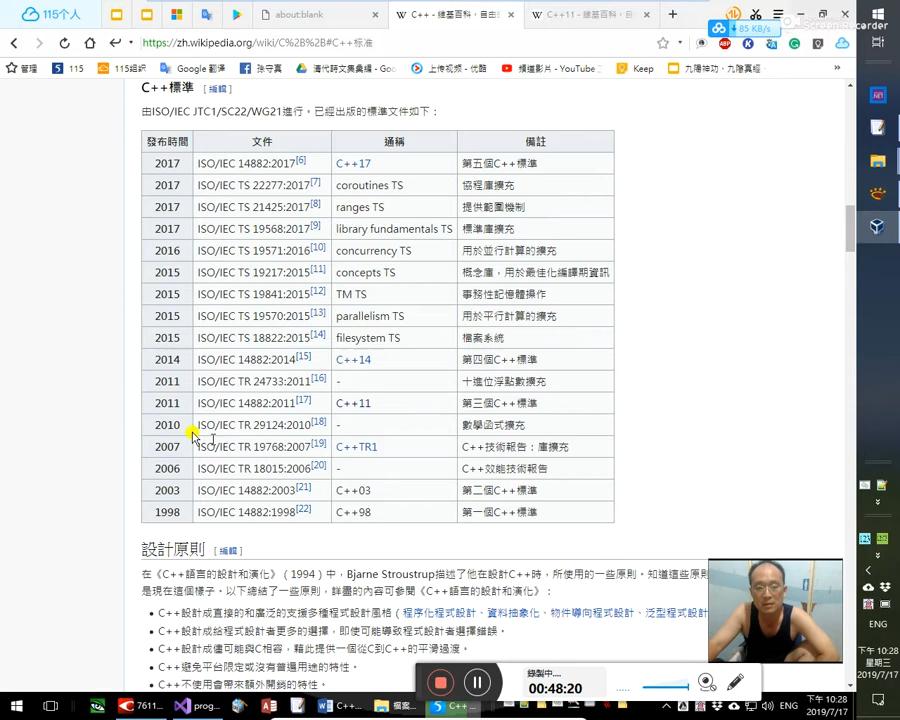 115个人
about:blank
C++ - 維基百科，自由
C++11 - 維基百科，自
Screen Recorder
https://zh.wikipedia.org/wiki/C%2B%2B#C++標準
85 KB/s
管理
115
115組織
Google 翻譯
孫守真
清代詩文集彙編 - Goo
上传视频 - 优酷
頻道影片 - YouTube
Keep
九陽神功．九陰真經
C++標準 [編輯]
由ISO/IEC JTC1/SC22/WG21進行。已經出版的標準文件如下：
發布時間 文件 通稱 備註
2017 ISO/IEC 14882:2017[6] C++17 第五個C++標準
2017 ISO/IEC TS 22277:2017[7] coroutines TS 協程庫擴充
2017 ISO/IEC TS 21425:2017[8] ranges TS 提供範圍機制
2017 ISO/IEC TS 19568:2017[9] library fundamentals TS 標準庫擴充
2016 ISO/IEC TS 19571:2016[10] concurrency TS 用於並行計算的擴充
2015 ISO/IEC TS 19217:2015[11] concepts TS 概念庫，用於最佳化編譯期資訊
2015 ISO/IEC TS 19841:2015[12] TM TS 事務性記憶體操作
2015 ISO/IEC TS 19570:2015[13] parallelism TS 用於平行計算的擴充
2015 ISO/IEC TS 18822:2015[14] filesystem TS 檔案系統
2014 ISO/IEC 14882:2014[15] C++14 第四個C++標準
2011 ISO/IEC TR 24733:2011[16] - 十進位浮點數擴充
2011 ISO/IEC 14882:2011[17] C++11 第三個C++標準
2010 ISO/IEC TR 29124:2010[18] - 數學函式擴充
2007 ISO/IEC TR 19768:2007[19] C++TR1 C++技術報告：庫擴充
2006 ISO/IEC TR 18015:2006[20] - C++效能技術報告
2003 ISO/IEC 14882:2003[21] C++03 第二個C++標準
1998 ISO/IEC 14882:1998[22] C++98 第一個C++標準
設計原則 [編輯]
在《C++語言的設計和演化》（1994）中，Bjarne Stroustrup描述了他在設計C++時，所使用的一些原則。知道這些原則
是現在這個樣子。以下總結了一些原則，詳盡的內容可參閱《C++語言的設計和演化》：
C++設計成直接的和廣泛的支援多種程式設計風格（程序化程式設計、資料抽象化、物件導向程式設計、泛型程式設計
C++設計成給程式設計者更多的選擇，即使可能導致程式設計者選擇錯誤。
C++設計成儘可能與C相容，藉此提供一個從C到C++的平滑過渡。
C++避免平台限定或沒有普遍用途的特性。
C++不使用會帶來額外開銷的特性。
錄製中....
00:48:20
ENG
下午 10:28
星期三
2019/7/17
7611
prog
C++
檔案
C++
ENG
下午 10:28
2019/7/17